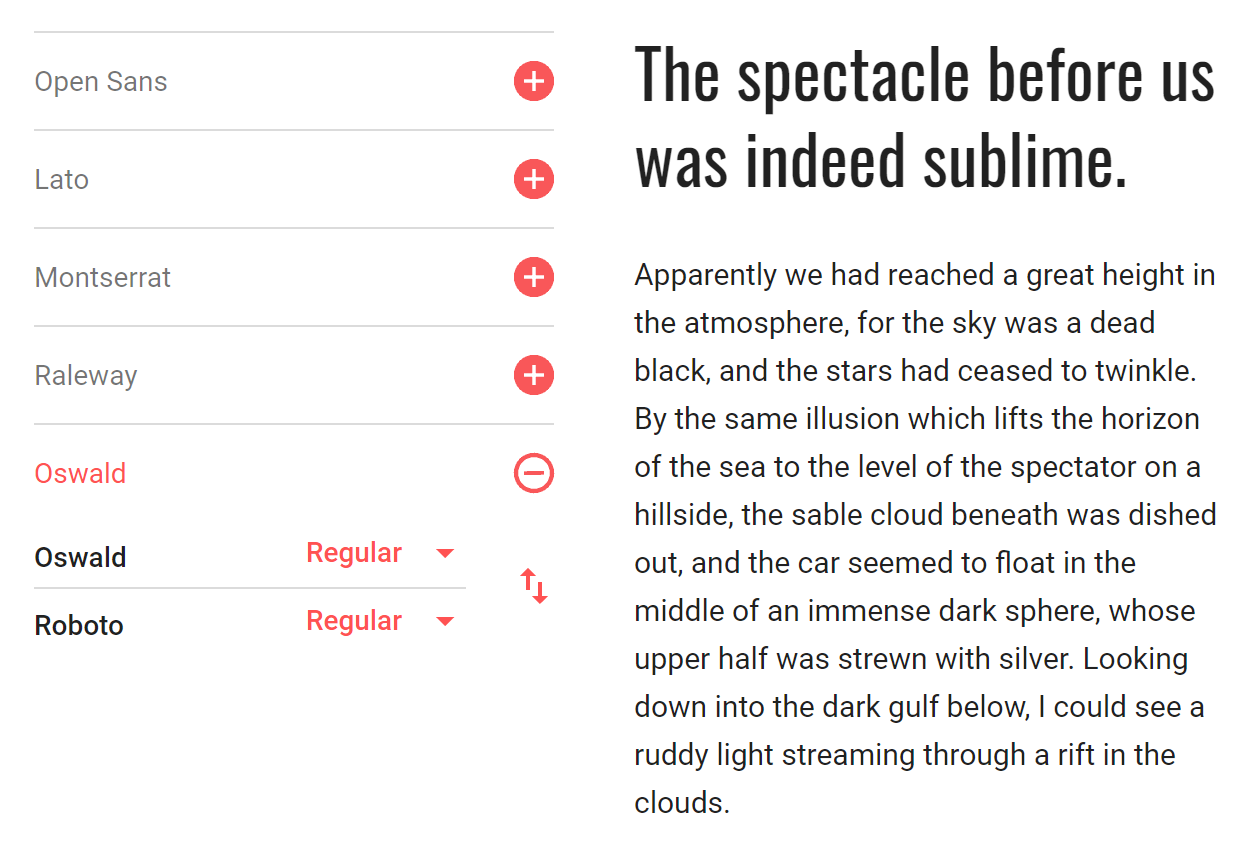 Open Sans
Lato
Montserrat
Raleway
Oswald
Oswald Regular
Roboto Regular
The spectacle before us
was indeed sublime.
Apparently we had reached a great height in
the atmosphere, for the sky was a dead
black, and the stars had ceased to twinkle.
By the same illusion which lifts the horizon
of the sea to the level of the spectator on a
hillside, the sable cloud beneath was dished
out, and the car seemed to float in the
middle of an immense dark sphere, whose
upper half was strewn with silver. Looking
down into the dark gulf below, I could see a
ruddy light streaming through a rift in the
clouds.